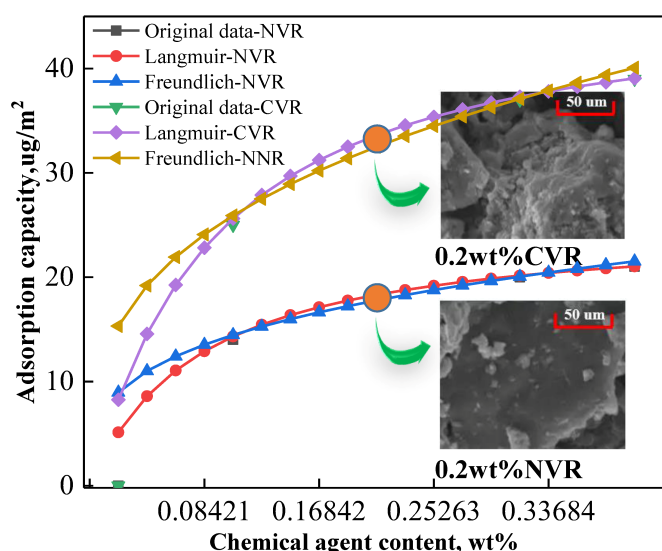 Original data-NVR
Langmuir-NVR
Freundlich-NVR
Original data-CVR
Langmuir-CVR
Freundlich-NNR
Adsorption capacity,ug/m²
40
30
20
10
0
50 um
0.2wt%CVR
50 um
0.2wt%NVR
0.08421
0.16842
0.25263
0.33684
Chemical agent content, wt%